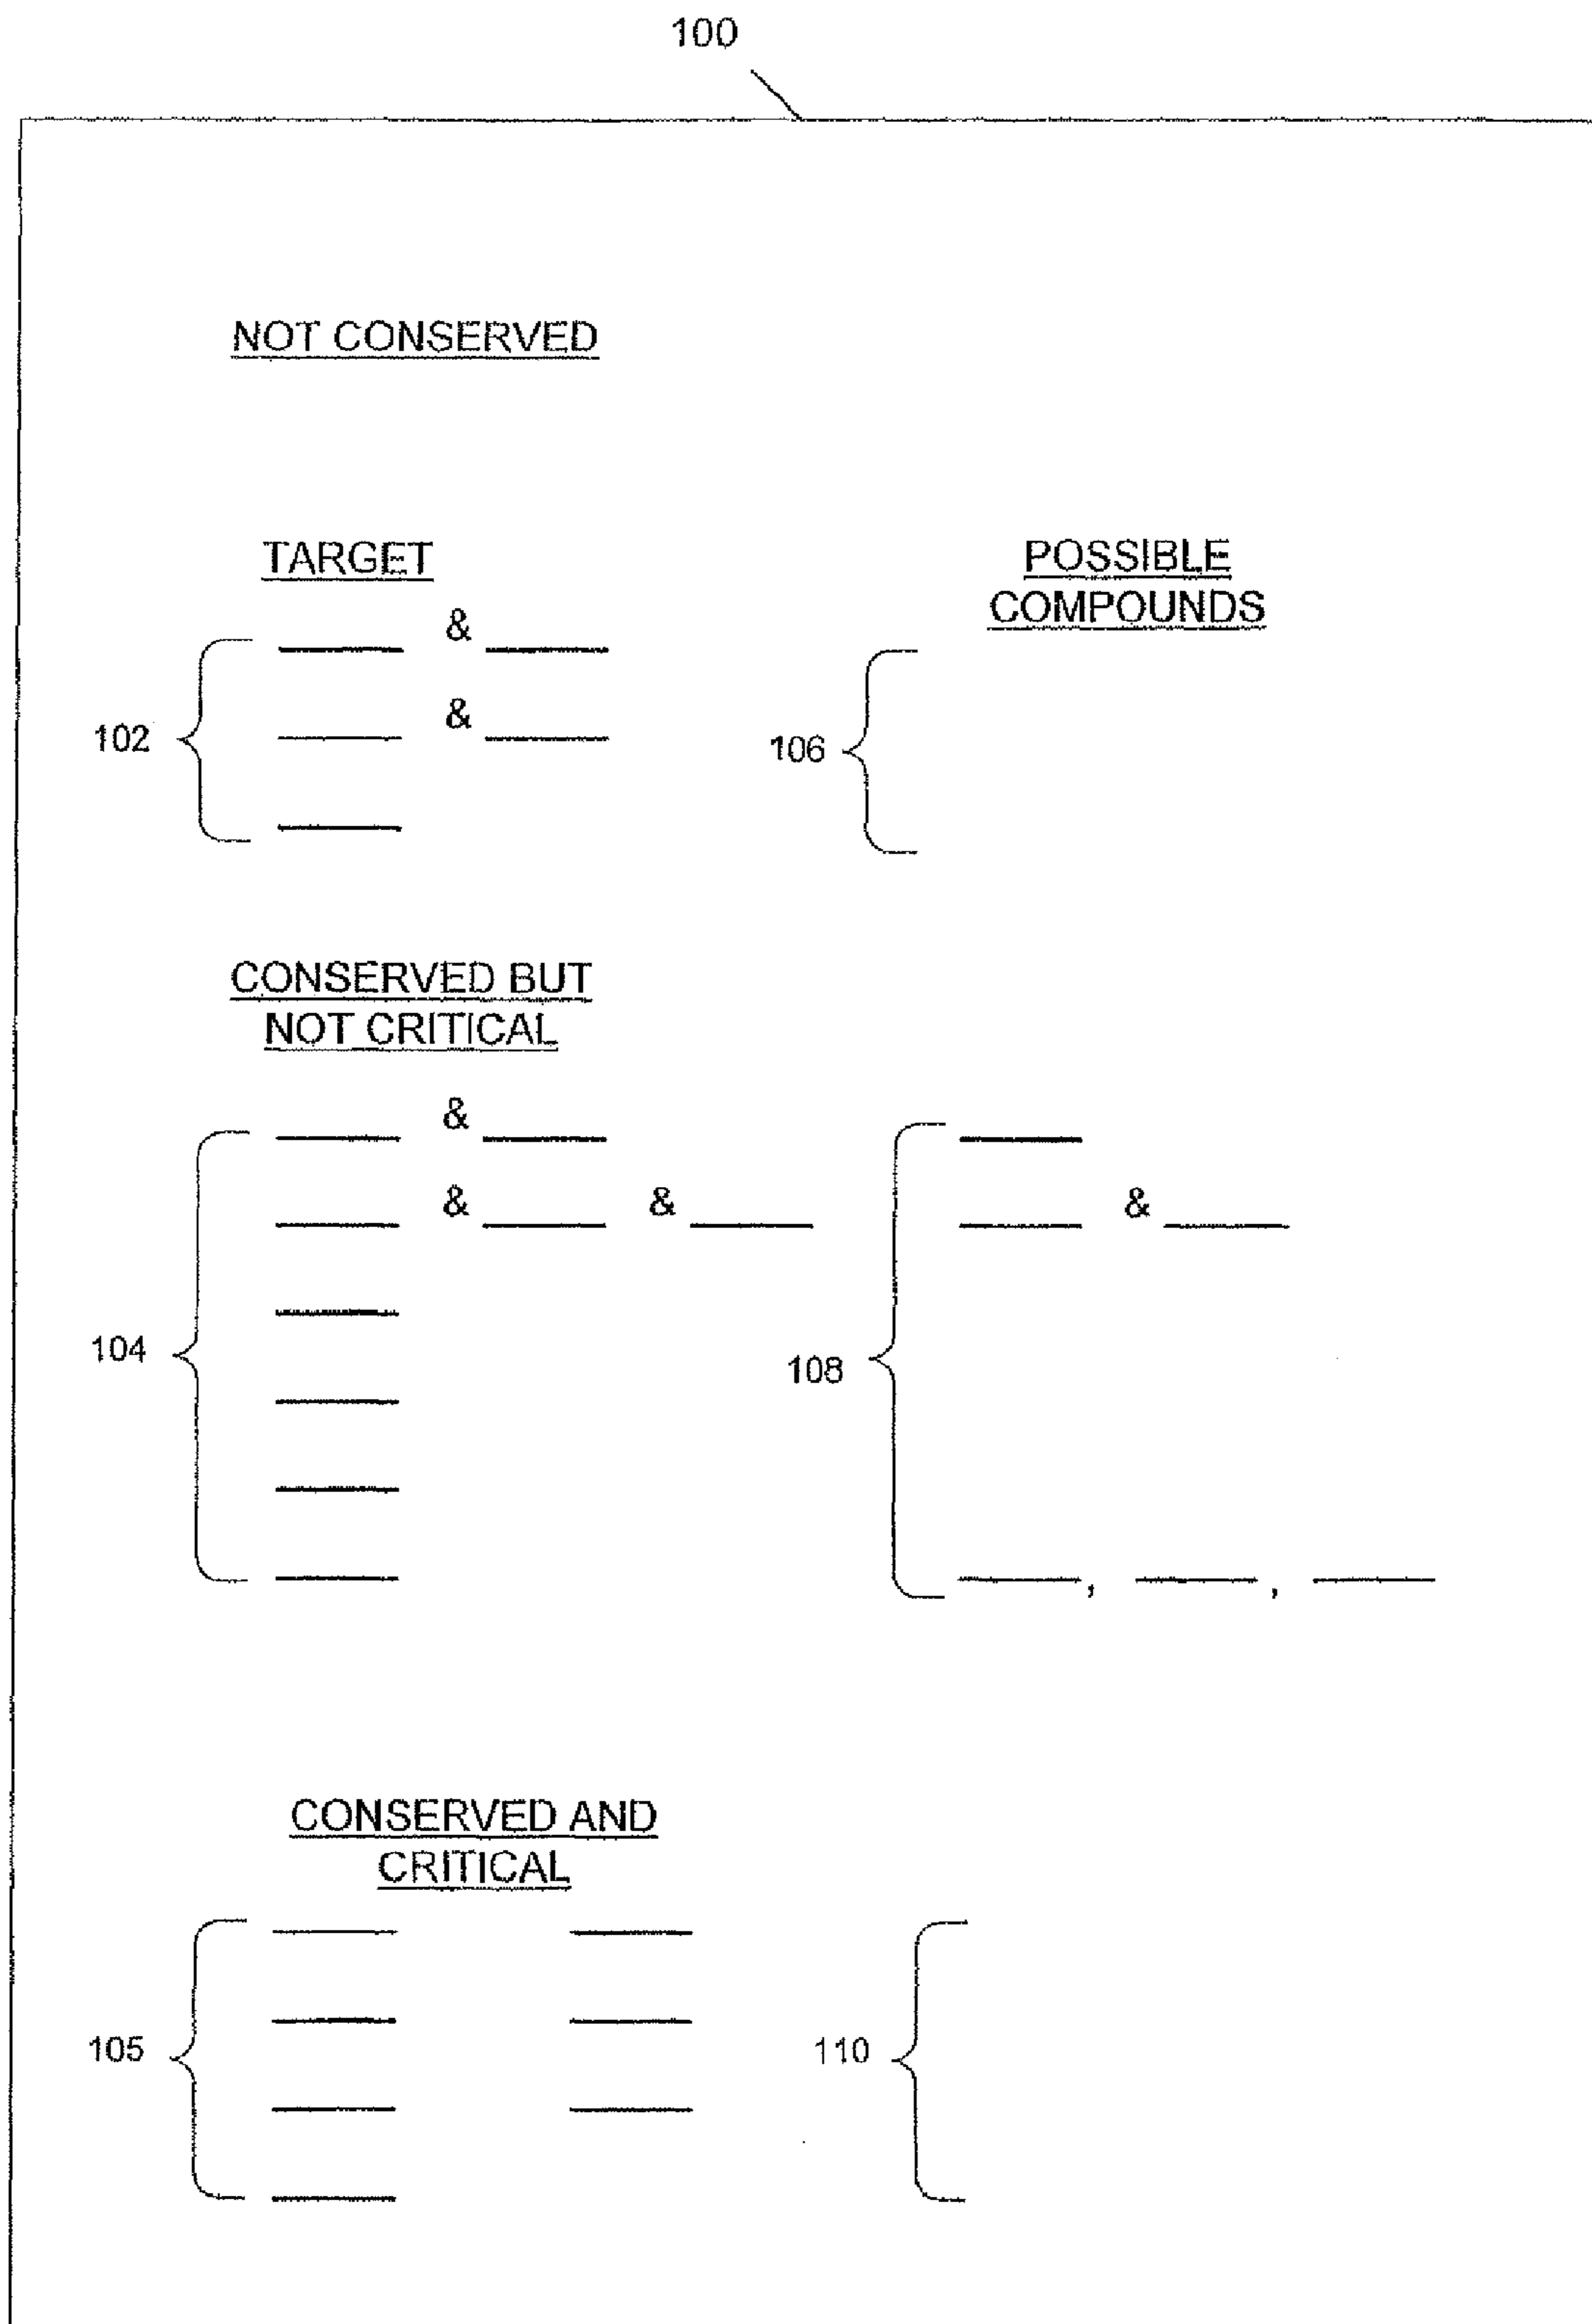 100
NOT CONSERVED
TARGET
POSSIBLE
COMPOUNDS
&
&
102
106
CONSERVED BUT
NOT CRITICAL
&
& & &
104
108
, ,
CONSERVED AND
CRITICAL
105
110